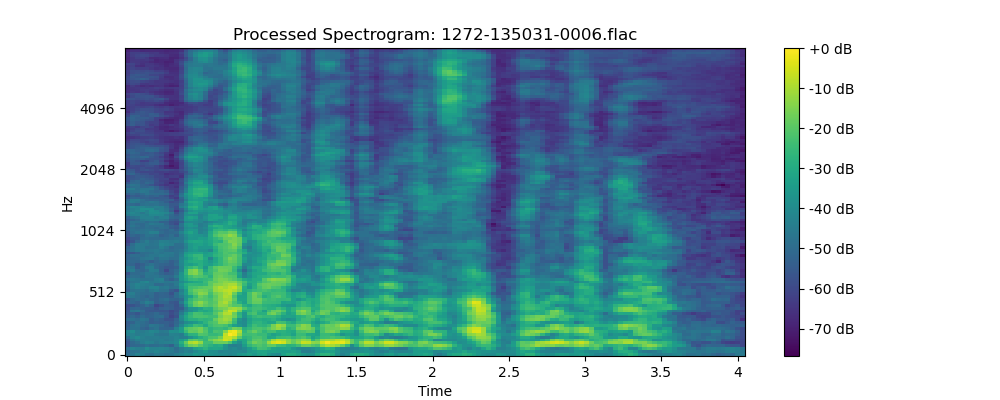 Processed Spectrogram: 1272-135031-0006.flac
Hz
4096
2048
1024
512
0
0 0.5 1 1.5 2 2.5 3 3.5 4
Time
+0 dB
-10 dB
-20 dB
-30 dB
-40 dB
-50 dB
-60 dB
-70 dB